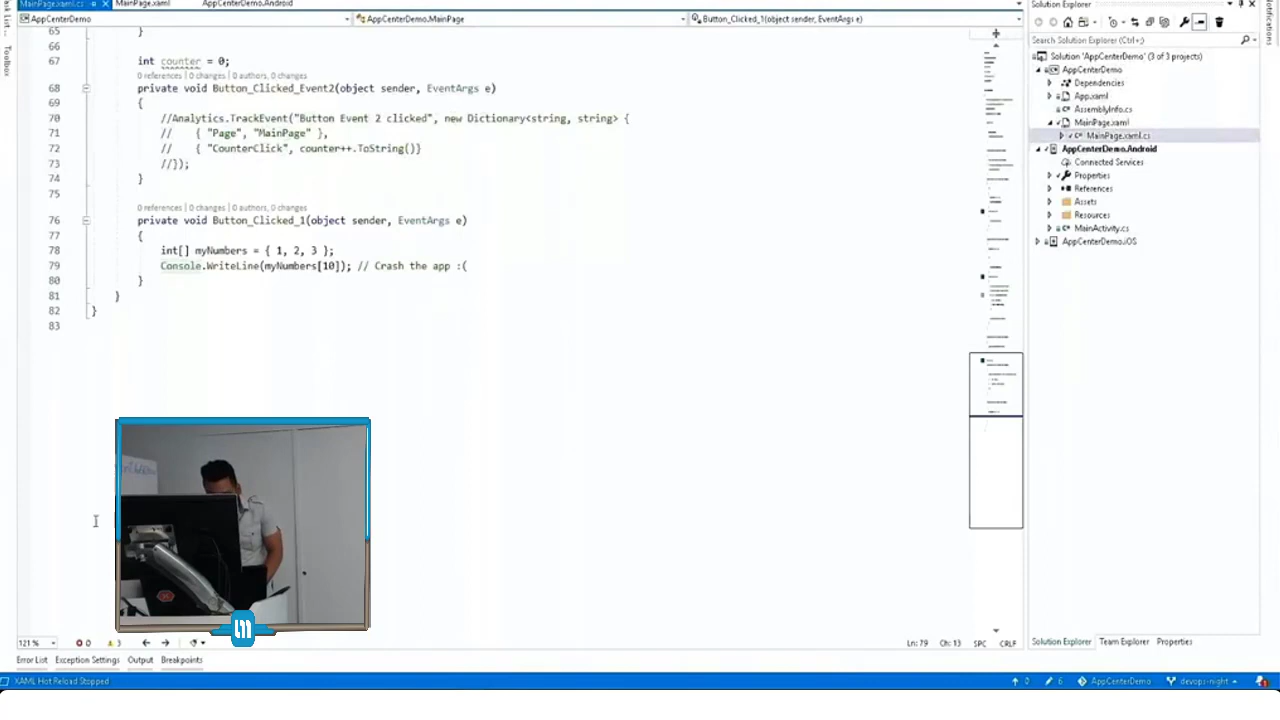 MainPage.xaml.cs
MainPage.xaml
AppCenterDemo.Android
AppCenterDemo
AppCenterDemo.MainPage
Button_Clicked_1(object sender, EventArgs e)
Toolbox
65 }
66
67 int counter = 0;
0 references | 0 changes | 0 authors, 0 changes
68 private void Button_Clicked_Event2(object sender, EventArgs e)
69 {
70 //Analytics.TrackEvent("Button Event 2 clicked", new Dictionary<string, string> {
71 // { "Page", "MainPage" },
72 // { "CounterClick", counter++.ToString()}
73 //});
74 }
75
0 references | 0 changes | 0 authors, 0 changes
76 private void Button_Clicked_1(object sender, EventArgs e)
77 {
78 int[] myNumbers = { 1, 2, 3 };
79 Console.WriteLine(myNumbers[10]); // Crash the app :(
80 }
81 }
82 }
83
Solution Explorer
Notifications
Search Solution Explorer (Ctrl+;)
Solution 'AppCenterDemo' (3 of 3 projects)
AppCenterDemo
Dependencies
App.xaml
AssemblyInfo.cs
MainPage.xaml
MainPage.xaml.cs
AppCenterDemo.Android
Connected Services
Properties
References
Assets
Resources
MainActivity.cs
AppCenterDemo.iOS
121 %
0
3
Ln: 79 Ch: 13 SPC CRLF
Solution Explorer Team Explorer Properties
Error List Exception Settings Output Breakpoints
XAML Hot Reload Stopped
0 6 AppCenterDemo devops-night